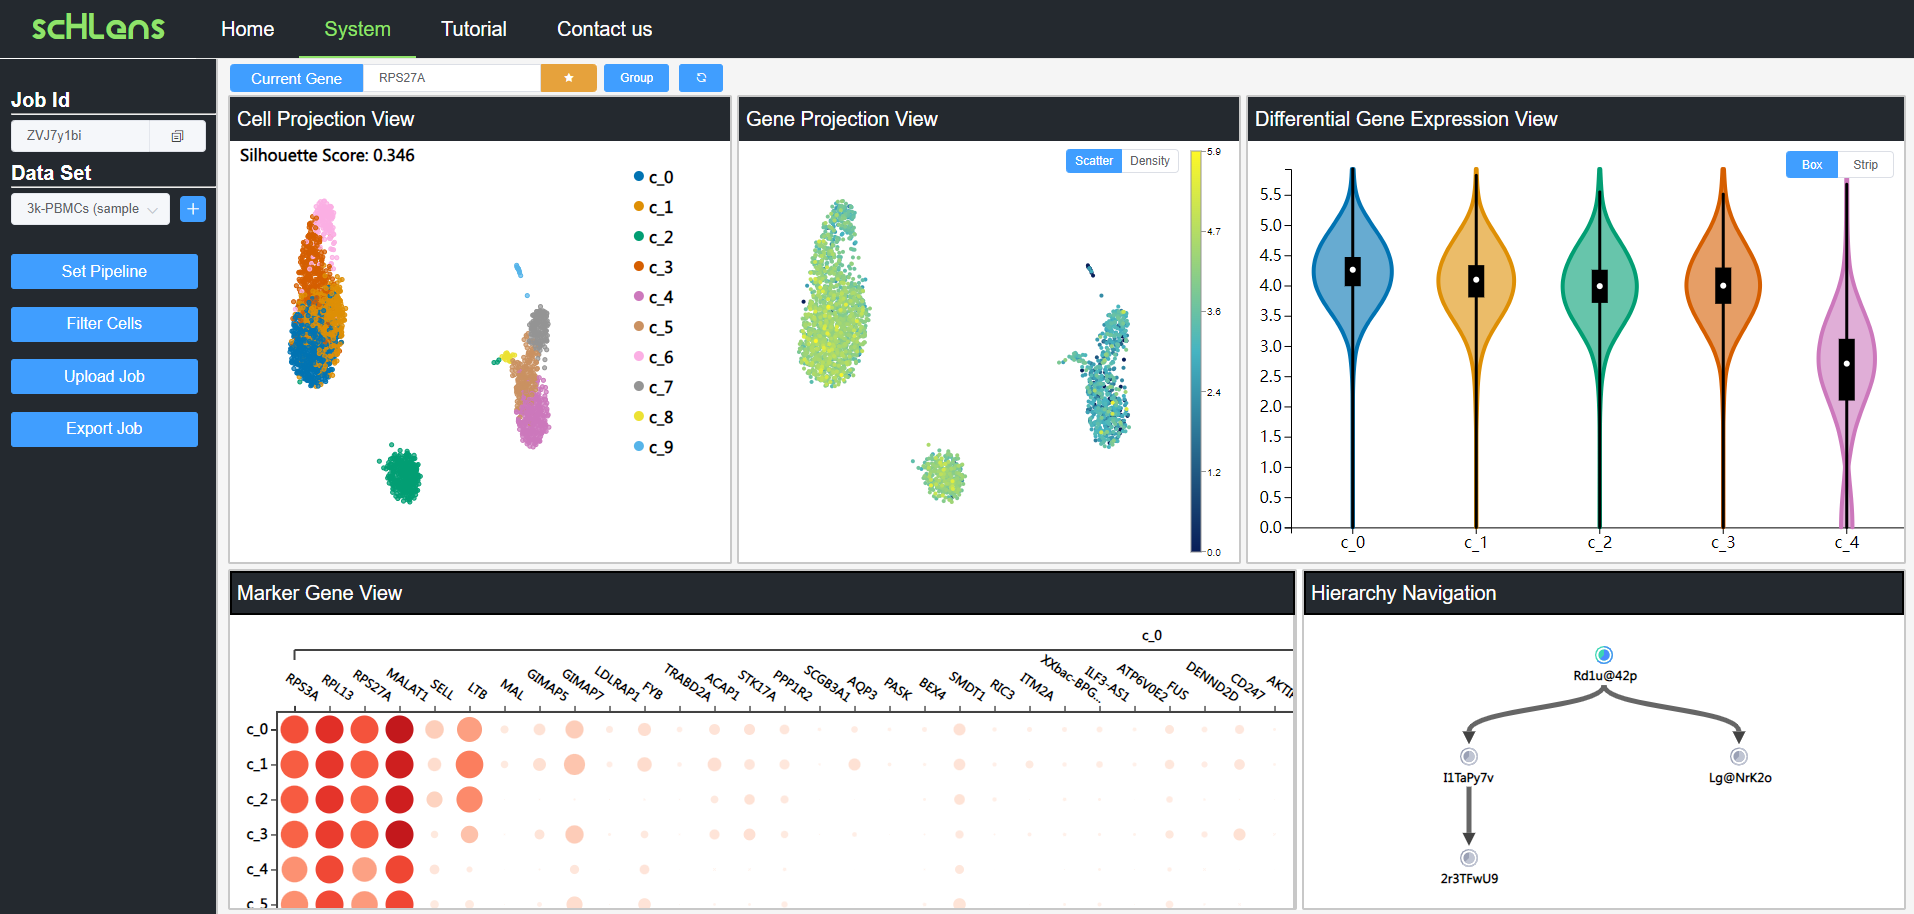 scHLens
Home
System
Tutorial
Contact us
Job Id
ZVJ7y1bi
Data Set
3k-PBMCs (sample
Set Pipeline
Filter Cells
Upload Job
Export Job
Current Gene
RPS27A
Group
Cell Projection View
Silhouette Score: 0.346
c_0
c_1
c_2
c_3
c_4
c_5
c_6
c_7
c_8
c_9
Gene Projection View
Scatter
Density
5.9
4.7
3.6
2.4
1.2
0.0
Differential Gene Expression View
Box
Strip
5.5
5.0
4.5
4.0
3.5
3.0
2.5
2.0
1.5
1.0
0.5
0.0
c_0
c_1
c_2
c_3
c_4
Marker Gene View
c_0
RPS3A
RPL13
RPS27A
MALAT1
SELL
LTB
MAL
GIMAP5
GIMAP7
LDLRAP1
FYB
TRABD2A
ACAP1
STK17A
PPP1R2
SCGB3A1
AQP3
PASK
BEX4
SMDT1
RIC3
ITM2A
XXbac-BPG...
ILF3-AS1
ATP6V0E2
FUS
DENND2D
CD247
AKTI
c_0
c_1
c_2
c_3
c_4
c_5
Hierarchy Navigation
Rd1u@42p
I1TaPy7v
Lg@NrK2o
2r3TFwU9